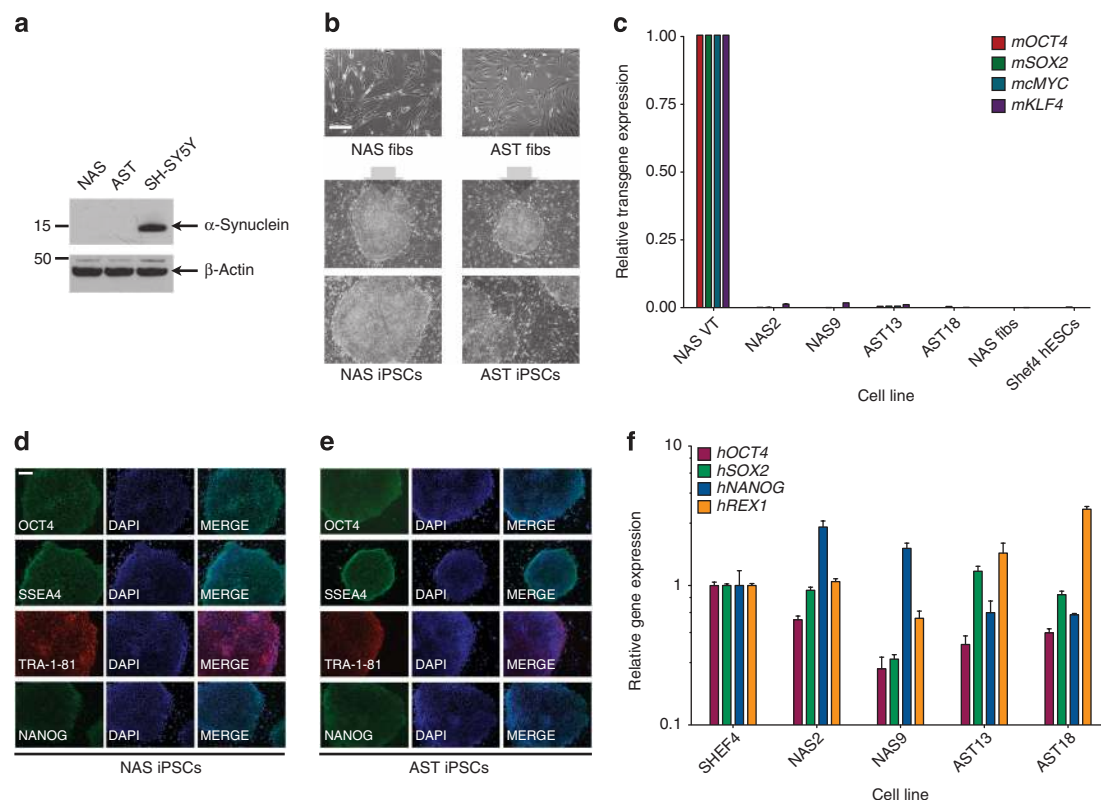 a
NAS
AST
SH-SY5Y
15
α-Synuclein
50
β-Actin
b
NAS fibs
AST fibs
NAS iPSCs
AST iPSCs
c
1.00
0.75
0.50
0.25
0.00
Relative transgene expression
mOCT4
mSOX2
mcMYC
mKLF4
NAS VT
NAS2
NAS9
AST13
AST18
NAS fibs
Shef4 hESCs
Cell line
d
OCT4
DAPI
MERGE
SSEA4
DAPI
MERGE
TRA-1-81
DAPI
MERGE
NANOG
DAPI
MERGE
NAS iPSCs
e
OCT4
DAPI
MERGE
SSEA4
DAPI
MERGE
TRA-1-81
DAPI
MERGE
NANOG
DAPI
MERGE
AST iPSCs
f
10
1
0.1
Relative gene expression
hOCT4
hSOX2
hNANOG
hREX1
SHEF4
NAS2
NAS9
AST13
AST18
Cell line